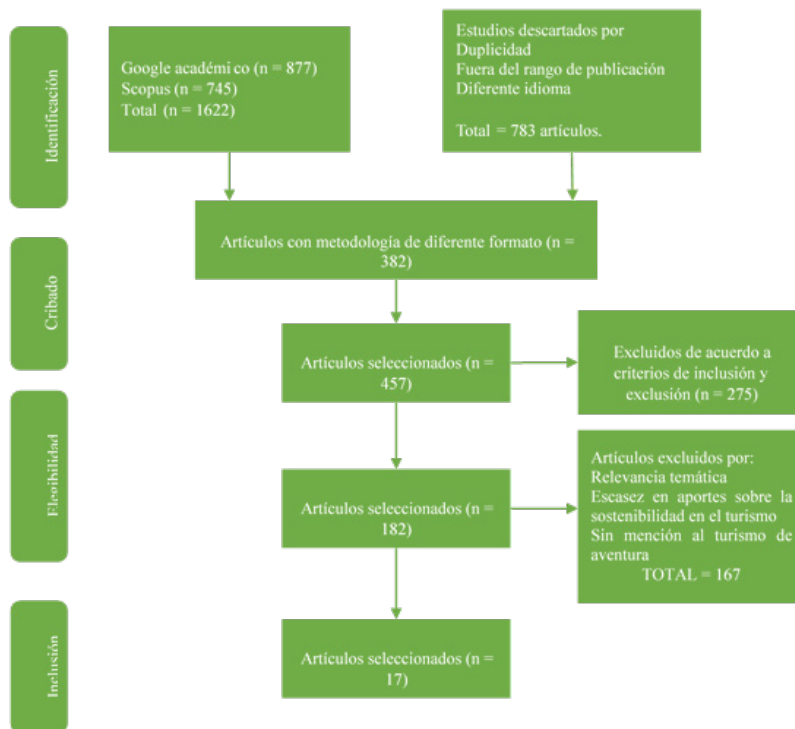 Identificación
Google académico (n = 877)
Scopus (n = 745)
Total (n = 1622)
Estudios descartados por
Duplicidad
Fuera del rango de publicación
Diferente idioma
Total = 783 artículos.
Artículos con metodología de diferente formato (n =
382)
Cribado
Artículos seleccionados (n =
457)
Excluidos de acuerdo a
criterios de inclusión y
exclusión (n = 275)
Elegibilidad
Artículos seleccionados (n =
182)
Artículos excluidos por:
Relevancia temática
Escasez en aportes sobre la
sostenibilidad en el turismo
Sin mención al turismo de
aventura
TOTAL = 167
Inclusión
Artículos seleccionados (n =
17)